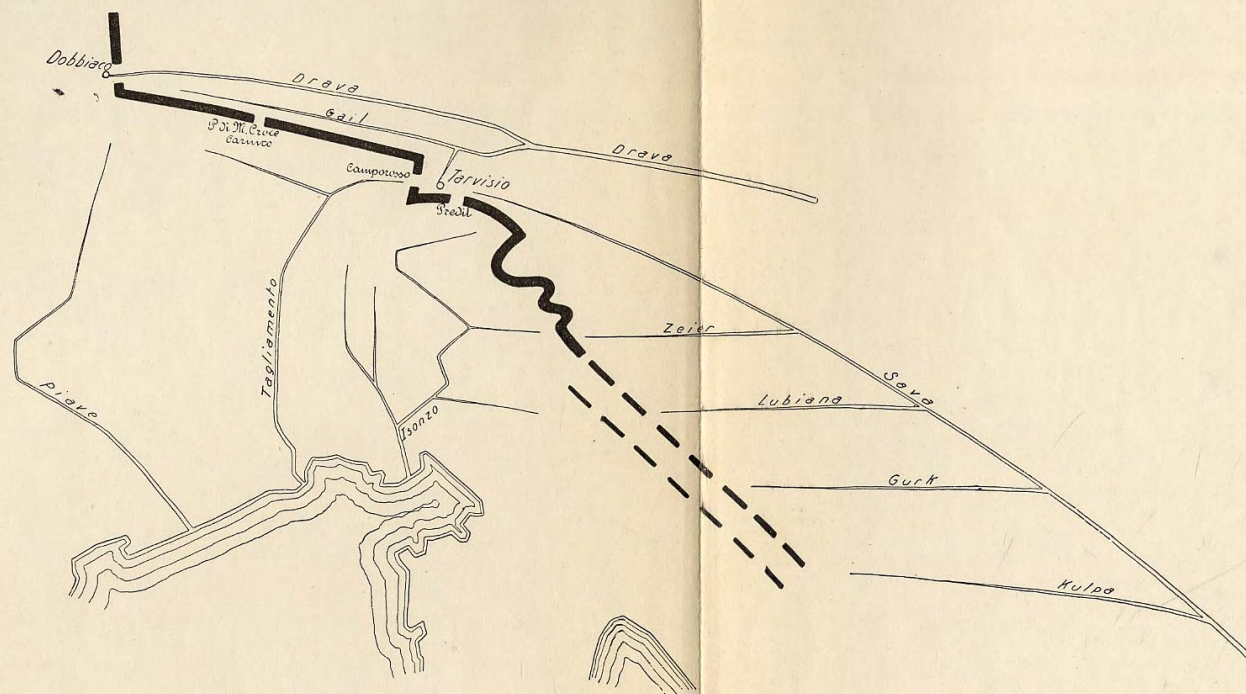 Dobbiaco
Drava
Gail
P. di M. Croce
Carnico
Drava
Camporosso
Tarvisio
Predil
Tagliamento
Zeier
Piave
Sava
Lubiana
Isonzo
Gurk
Kulpa